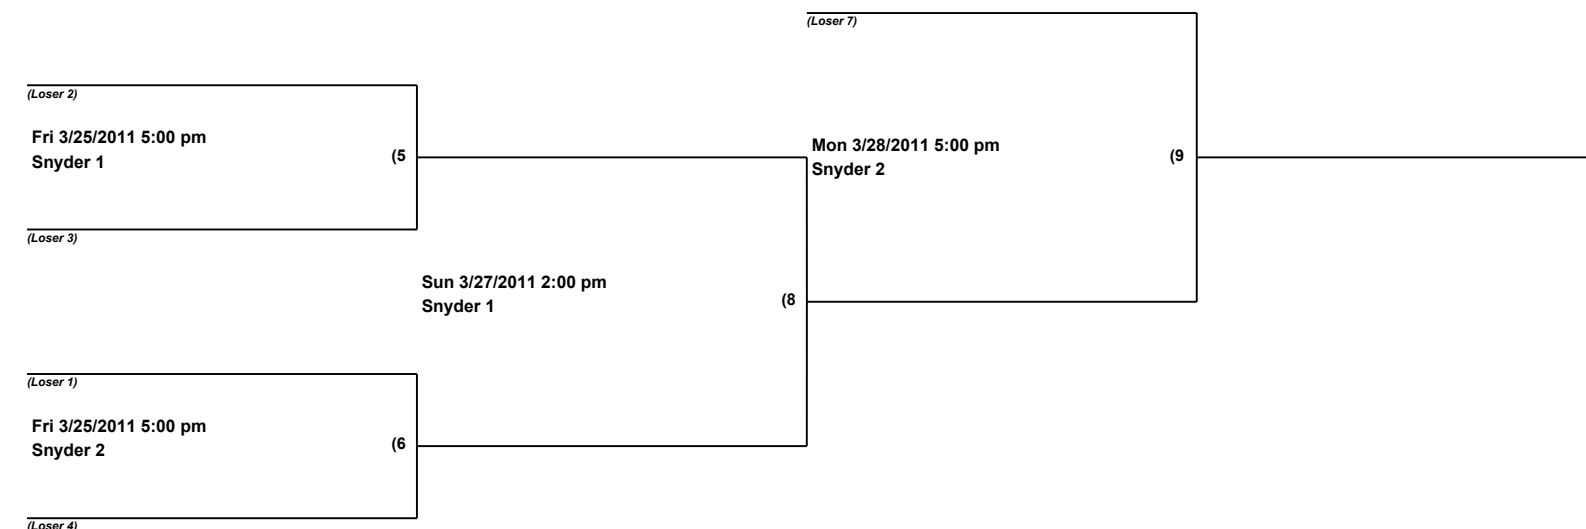 (Loser 7)
(Loser 2)
Fri 3/25/2011 5:00 pm
Snyder 1
(5
(Loser 3)
Mon 3/28/2011 5:00 pm
Snyder 2
(9
Sun 3/27/2011 2:00 pm
Snyder 1
(8
(Loser 1)
Fri 3/25/2011 5:00 pm
Snyder 2
(6
(Loser 4)